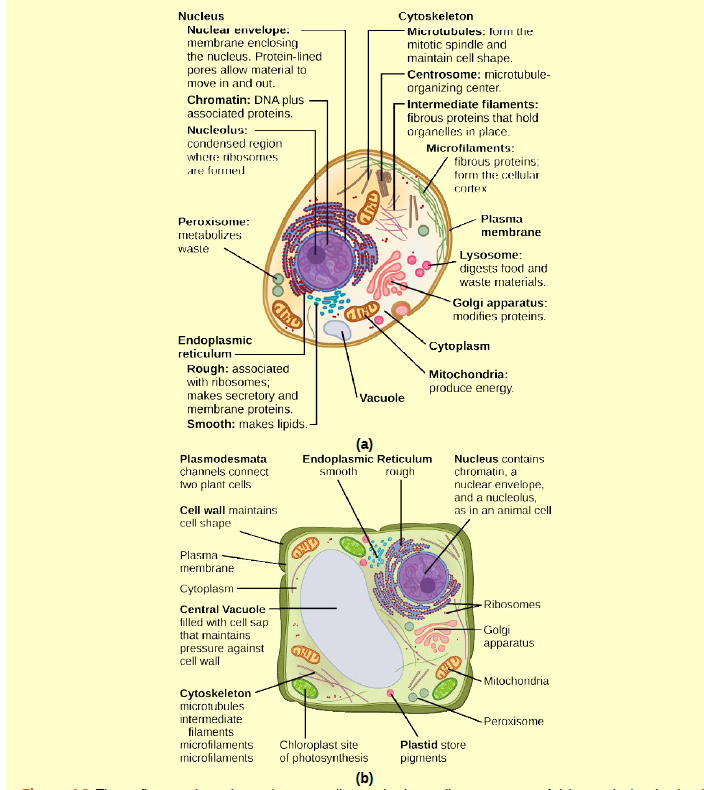 Nucleus
Nuclear envelope:
membrane enclosing
the nucleus. Protein-lined
pores allow material to
move in and out.
Chromatin: DNA plus
associated proteins.
Nucleolus:
condensed region
where ribosomes
are formed
Peroxisome:
metabolizes
waste
Endoplasmic
reticulum
Rough: associated
with ribosomes;
makes secretory and
membrane proteins.
Smooth: makes lipids.
Cytoskeleton
Microtubules: form the
mitotic spindle and
maintain cell shape.
Centrosome: microtubule-
organizing center.
Intermediate filaments:
fibrous proteins that hold
organelles in place.
Microfilaments:
fibrous proteins;
form the cellular
cortex
Plasma
membrane
Lysosome:
digests food and
waste materials.
Golgi apparatus:
modifies proteins.
Cytoplasm
Mitochondria:
produce energy.
Vacuole
(a)
Plasmodesmata
channels connect
two plant cells
Cell wall maintains
cell shape
Plasma
membrane
Cytoplasm
Central Vacuole
filled with cell sap
that maintains
pressure against
cell wall
Cytoskeleton
microtubules
intermediate
filaments
microfilaments
microfilaments
Endoplasmic Reticulum
smooth rough
Nucleus contains
chromatin, a
nuclear envelope,
and a nucleolus,
as in an animal cell
Ribosomes
Golgi
apparatus
Mitochondria
Peroxisome
Chloroplast site
of photosynthesis
Plastid store
pigments
(b)